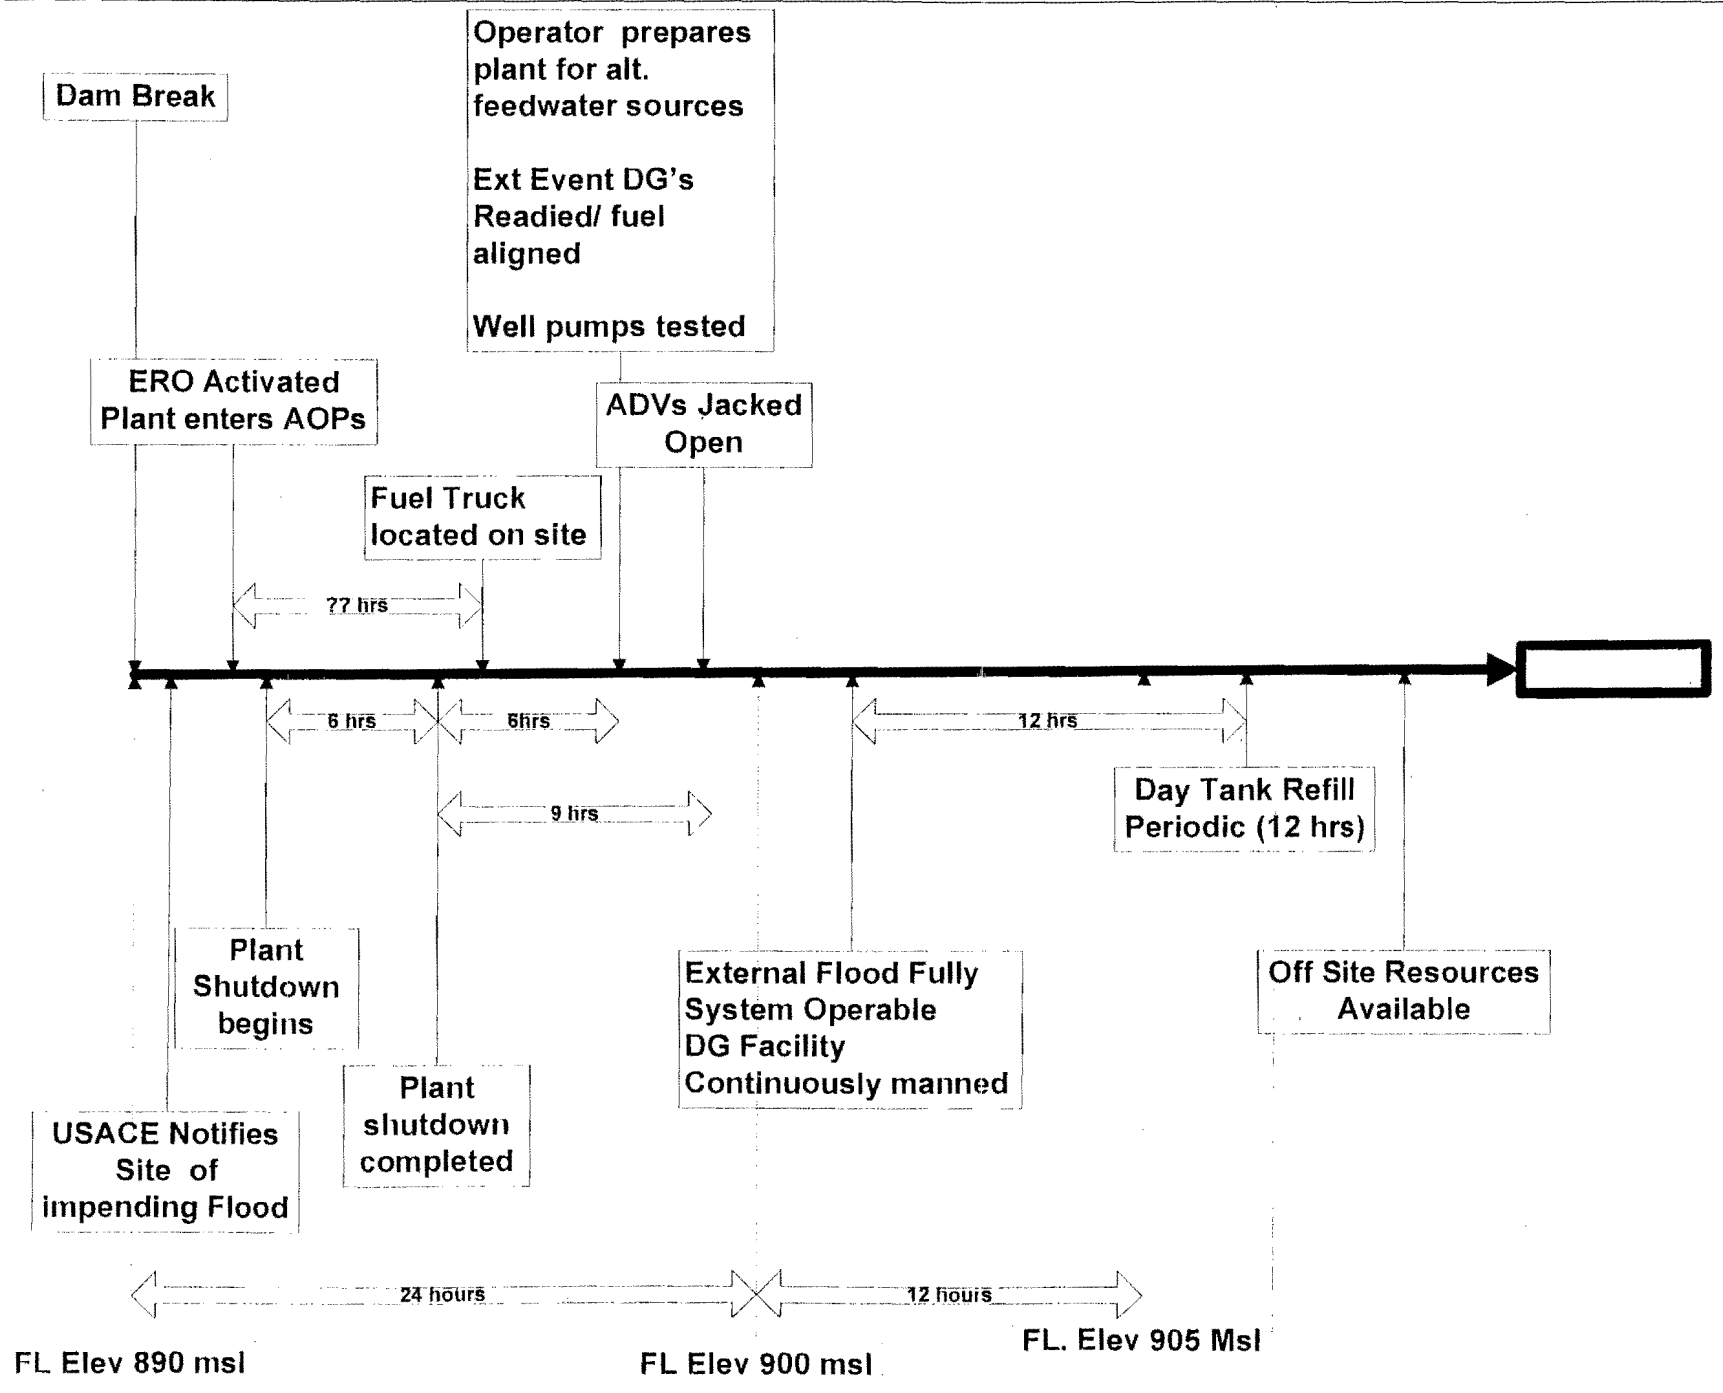 Operator prepares
plant for alt.
feedwater sources
Ext Event DG's
Readied/ fuel
aligned
Well pumps tested
Dam Break
ERO Activated
Plant enters AOPs
ADVs Jacked
Open
Fuel Truck
located on site
?? hrs
6 hrs
6hrs
12 hrs
9 hrs
Day Tank Refill
Periodic (12 hrs)
Plant
Shutdown
begins
External Flood Fully
System Operable
DG Facility
Continuously manned
Off Site Resources
Available
Plant
shutdown
completed
USACE Notifies
Site of
impending Flood
24 hours
12 hours
FL Elev 890 msl
FL Elev 900 msl
FL. Elev 905 Msl